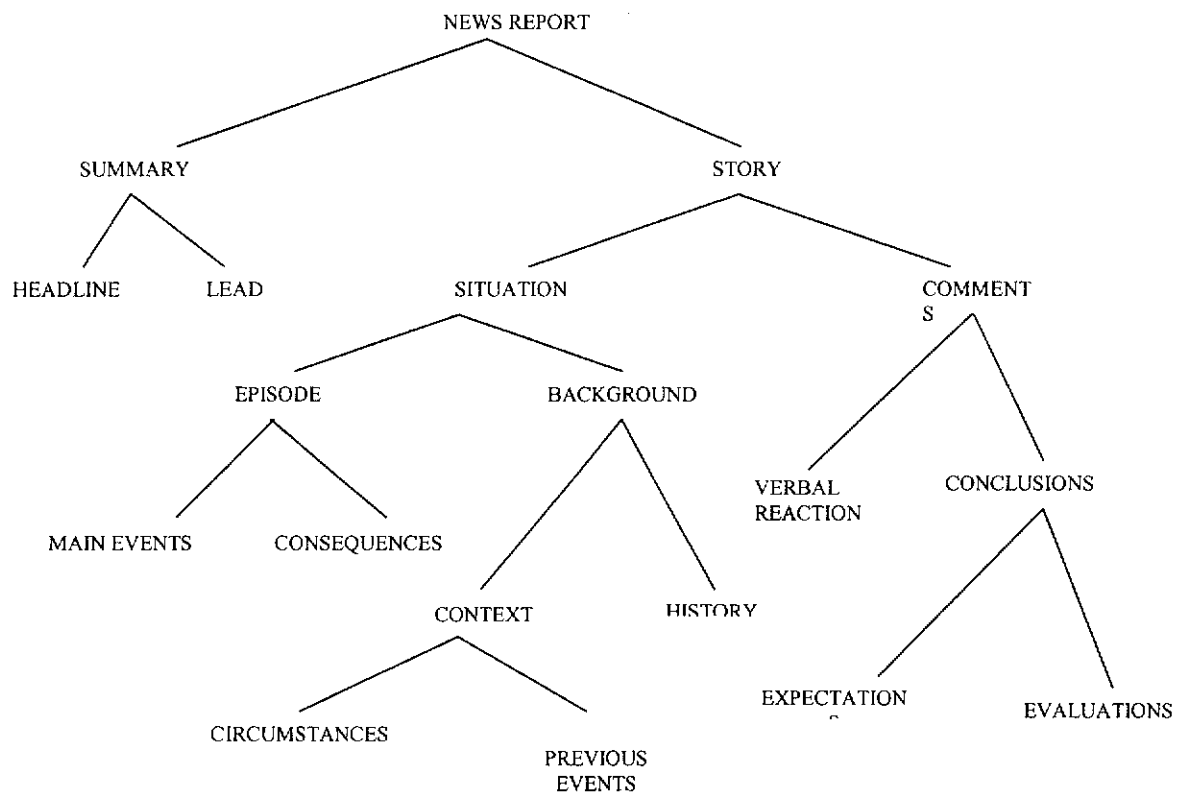 NEWS REPORT
SUMMARY
STORY
HEADLINE
LEAD
SITUATION
COMMENT
S
EPISODE
BACKGROUND
VERBAL
REACTION
CONCLUSIONS
MAIN EVENTS
CONSEQUENCES
CONTEXT
HISTORY
EXPECTATION
S
EVALUATIONS
CIRCUMSTANCES
PREVIOUS
EVENTS